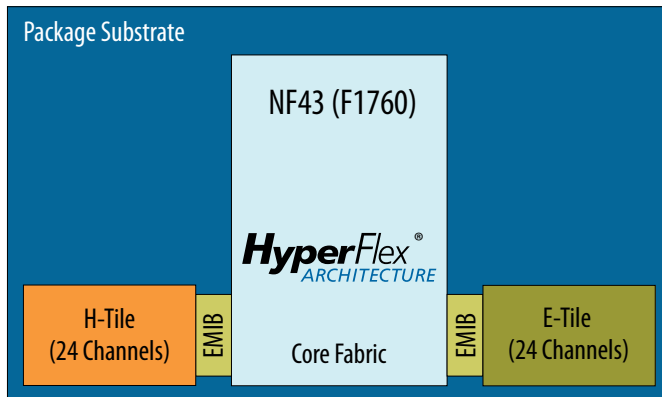 Package Substrate
NF43 (F1760)
HyperFlex®
ARCHITECTURE
H-Tile
(24 Channels)
EMIB
Core Fabric
EMIB
E-Tile
(24 Channels)